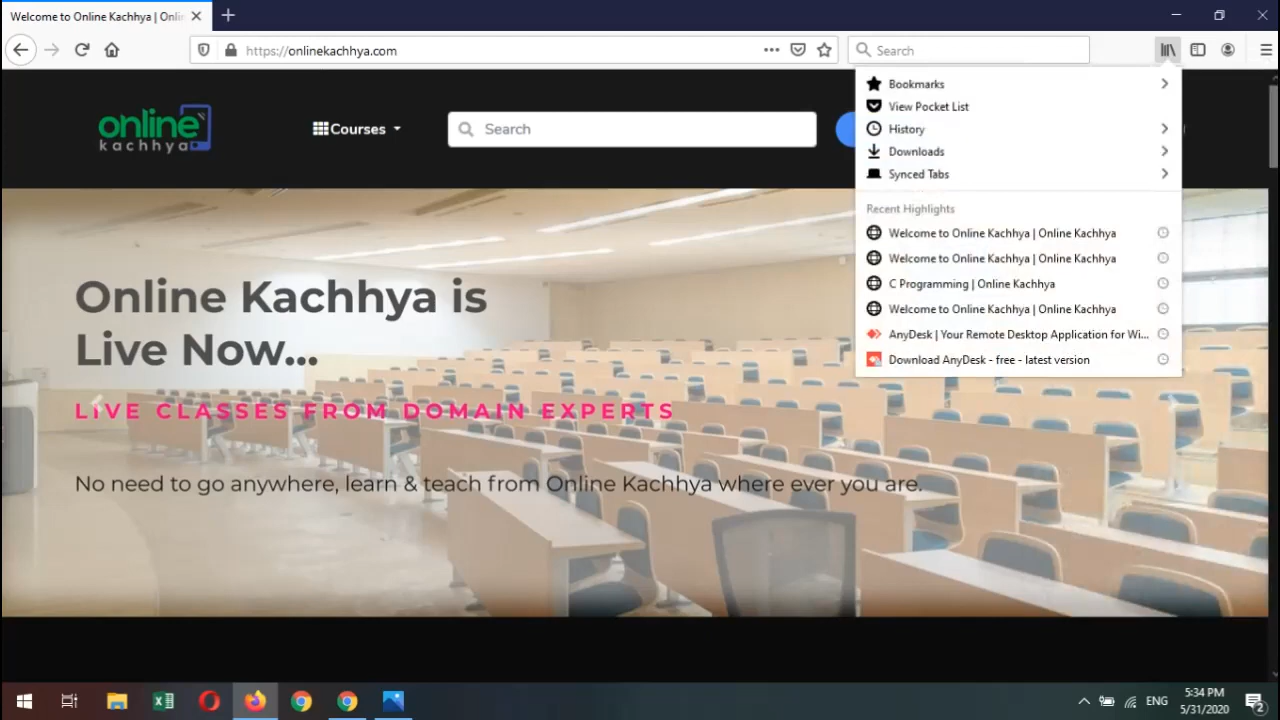 Welcome to Online Kachhya | Onlin
https://onlinekachhya.com
Search
Bookmarks
View Pocket List
History
Downloads
Synced Tabs
Recent Highlights
Welcome to Online Kachhya | Online Kachhya
Welcome to Online Kachhya | Online Kachhya
C Programming | Online Kachhya
Welcome to Online Kachhya | Online Kachhya
AnyDesk | Your Remote Desktop Application for Wi...
Download AnyDesk - free - latest version
online
kachhya
Courses
Search
Online Kachhya is
Live Now...
LIVE CLASSES FROM DOMAIN EXPERTS
No need to go anywhere, learn & teach from Online Kachhya where ever you are.
ENG
5:34 PM
5/31/2020
2